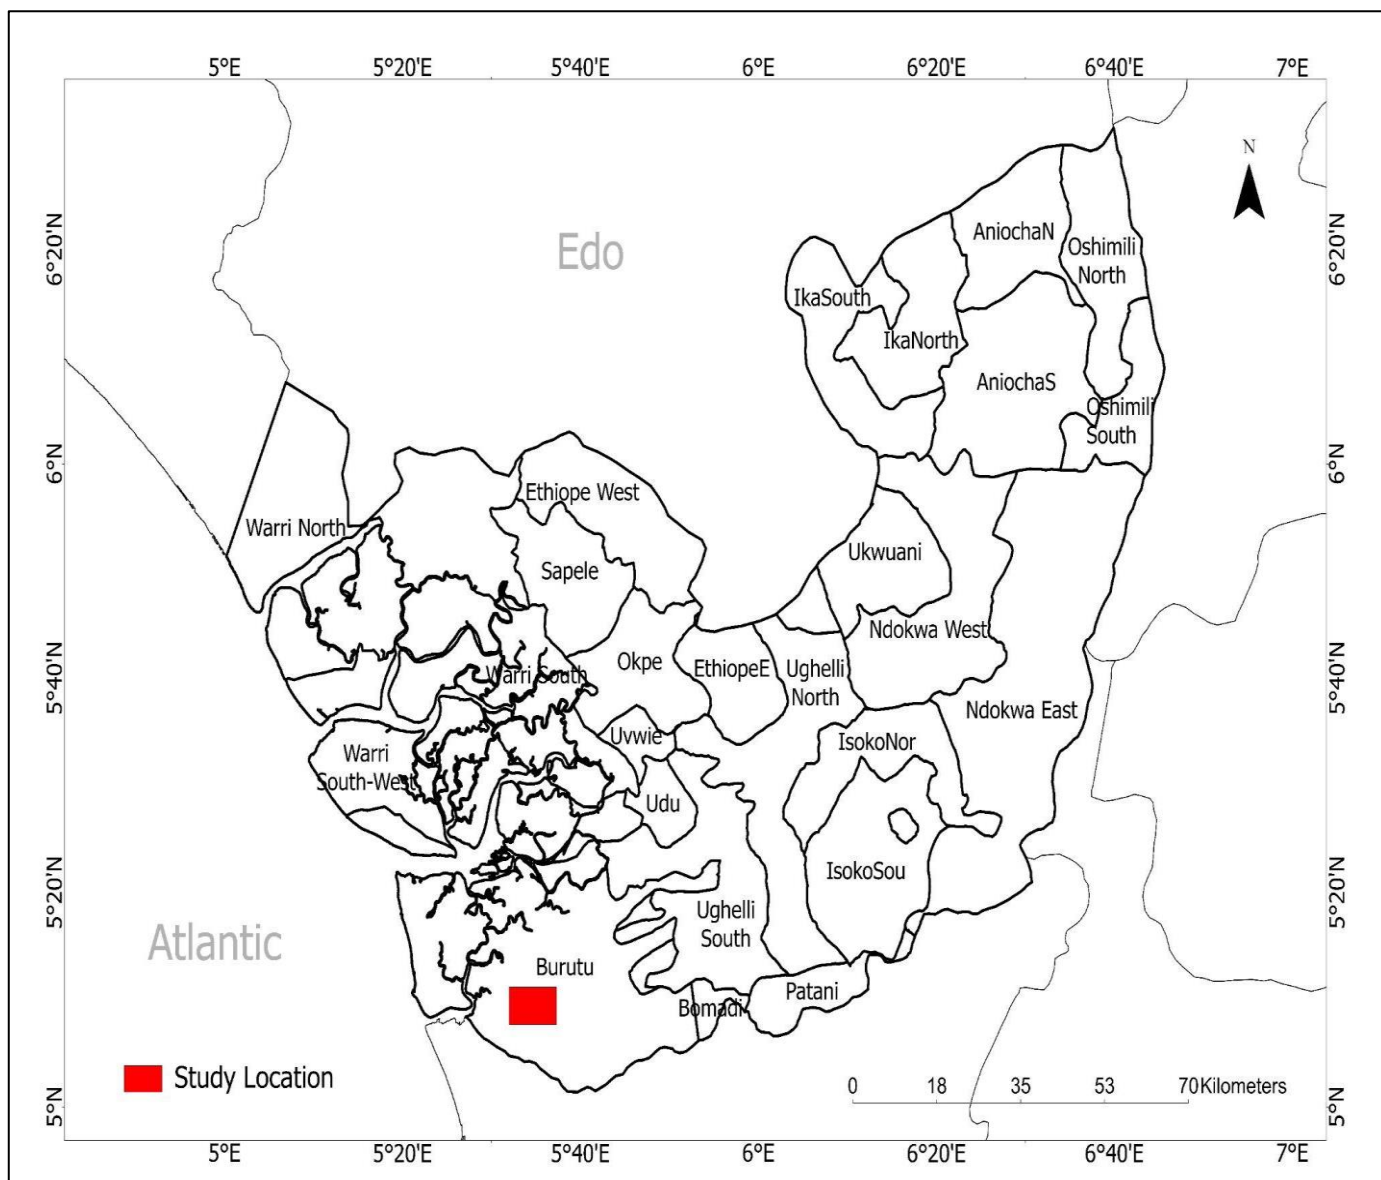 5°E 5°20'E 5°40'E 6°E 6°20'E 6°40'E 7°E
N
6°20'N
6°20'N
AniochaN
Oshimili
North
Edo
IkaSouth
IkaNorth
AniochaS
Oshimili
South
6°N
6°N
Ethiope West
Warri North
Ukwuani
Sapele
Ndokwa West
Okpe
EthiopeE
Ughelli
North
Warri South
5°40'N
5°40'N
Ndokwa East
Uvwie
IsokoNor
Warri
South-West
Udu
IsokoSou
5°20'N
5°20'N
Ughelli
South
Atlantic
Burutu
Patani
Bomadi
Study Location
0 18 35 53 70 Kilometers
5°N
5°N
5°E 5°20'E 5°40'E 6°E 6°20'E 6°40'E 7°E